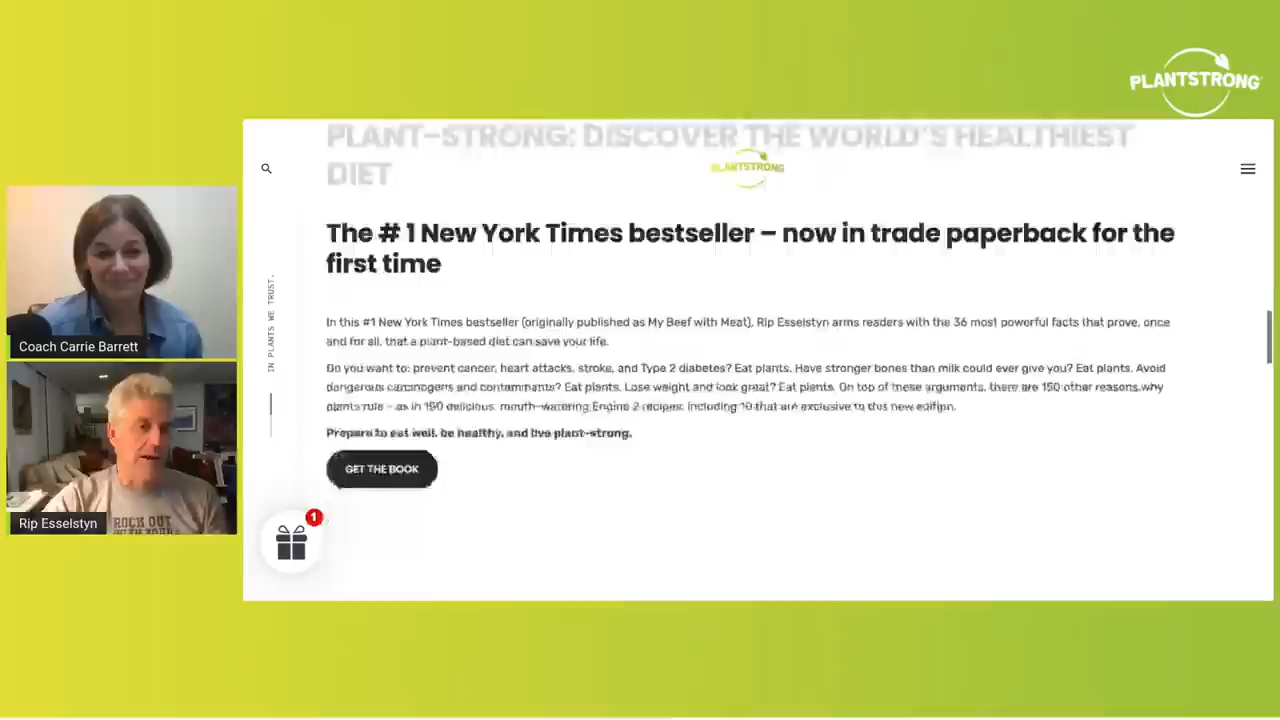 PLANTSTRONG
PLANT-STRONG: DISCOVER THE WORLD'S HEALTHIEST
DIET
PLANTSTRONG
The # 1 New York Times bestseller – now in trade paperback for the
first time
IN PLANTS WE TRUST.
In this #1 New York Times bestseller (originally published as My Beef with Meat), Rip Esselstyn arms readers with the 36 most powerful facts that prove, once
and for all, that a plant-based diet can save your life.
Do you want to: prevent cancer, heart attacks, stroke, and Type 2 diabetes? Eat plants. Have stronger bones than milk could ever give you? Eat plants. Avoid
dangerous carcinogens and contaminants? Eat plants. Lose weight and look great? Eat plants. On top of these arguments, there are 150 other reasons why
plants rule – as in 150 delicious, mouth-watering Engine 2 recipes, including 10 that are exclusive to this new edition.
Prepare to eat well, be healthy, and live plant-strong.
GET THE BOOK
1
Coach Carrie Barrett
ROCK OUT
Rip Esselstyn